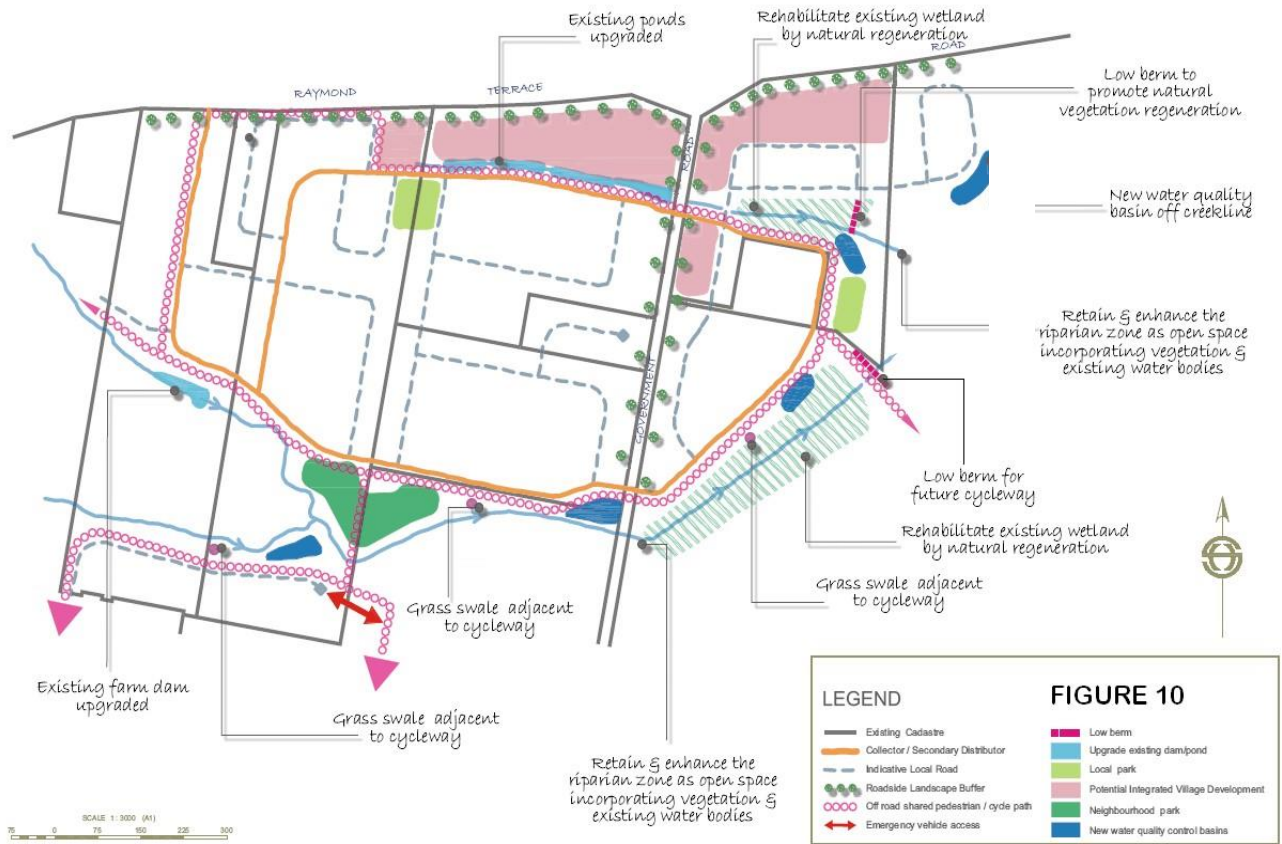 Existing ponds
upgraded
Rehabilitate existing wetland
by natural regeneration
ROAD
Low berm to
promote natural
vegetation regeneration
RAYMOND
TERRACE
ROAD
New water quality
basin off creekline
Retain & enhance the
riparian zone as open space
incorporating vegetation &
existing water bodies
GOVERNMENT
Low berm for
future cycleway
Rehabilitate existing wetland
by natural regeneration
Grass swale adjacent
to cycleway
Grass swale adjacent
to cycleway
Existing farm dam
upgraded
Grass swale adjacent
to cycleway
Retain & enhance the
riparian zone as open space
incorporating vegetation &
existing water bodies
LEGEND
Existing Cadastre
Collector / Secondary Distributor
Indicative Local Road
Roadside Landscape Buffer
Off road shared pedestrian / cycle path
Emergency vehicle access
FIGURE 10
Low berm
Upgrade existing dam/pond
Local park
Potential Integrated Village Development
Neighbourhood park
New water quality control basins
SCALE 1: 3000 (A1)
75 0 75 150 225 300